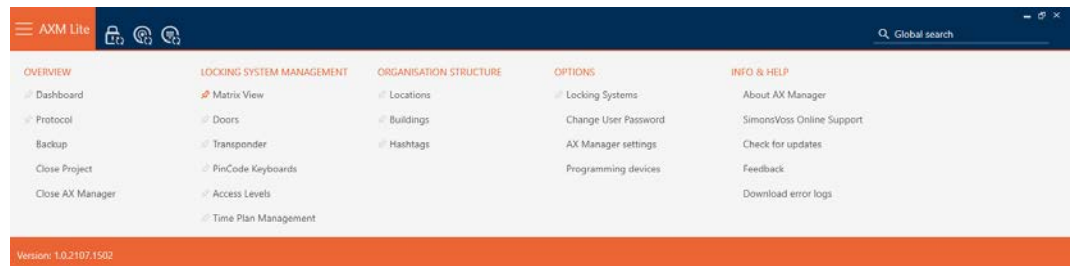 AXM Lite
Global search
OVERVIEW
Dashboard
Protocol
Backup
Close Project
Close AX Manager
LOCKING SYSTEM MANAGEMENT
Matrix View
Doors
Transponder
PinCode Keyboards
Access Levels
Time Plan Management
ORGANISATION STRUCTURE
Locations
Buildings
Hashtags
OPTIONS
Locking Systems
Change User Password
AX Manager settings
Programming devices
INFO & HELP
About AX Manager
SimonsVoss Online Support
Check for updates
Feedback
Download error logs
Version: 1.0.2107.1502